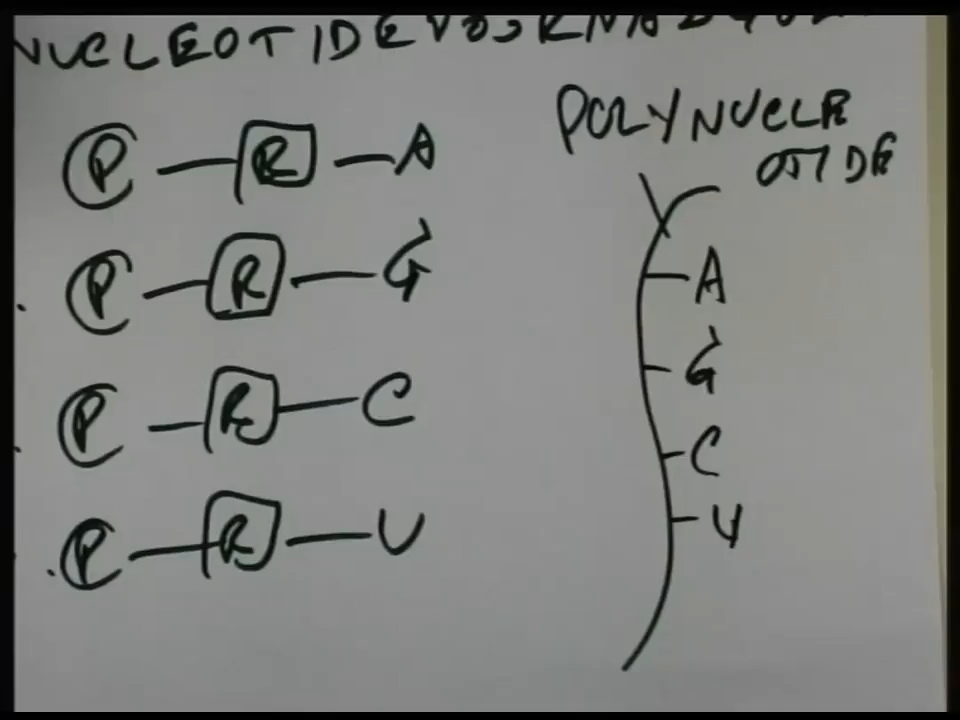 NUCLEOTIDE
POLYNUCLE
OTIDE
P R A
P R G
P R C
P R U
A
G
C
U